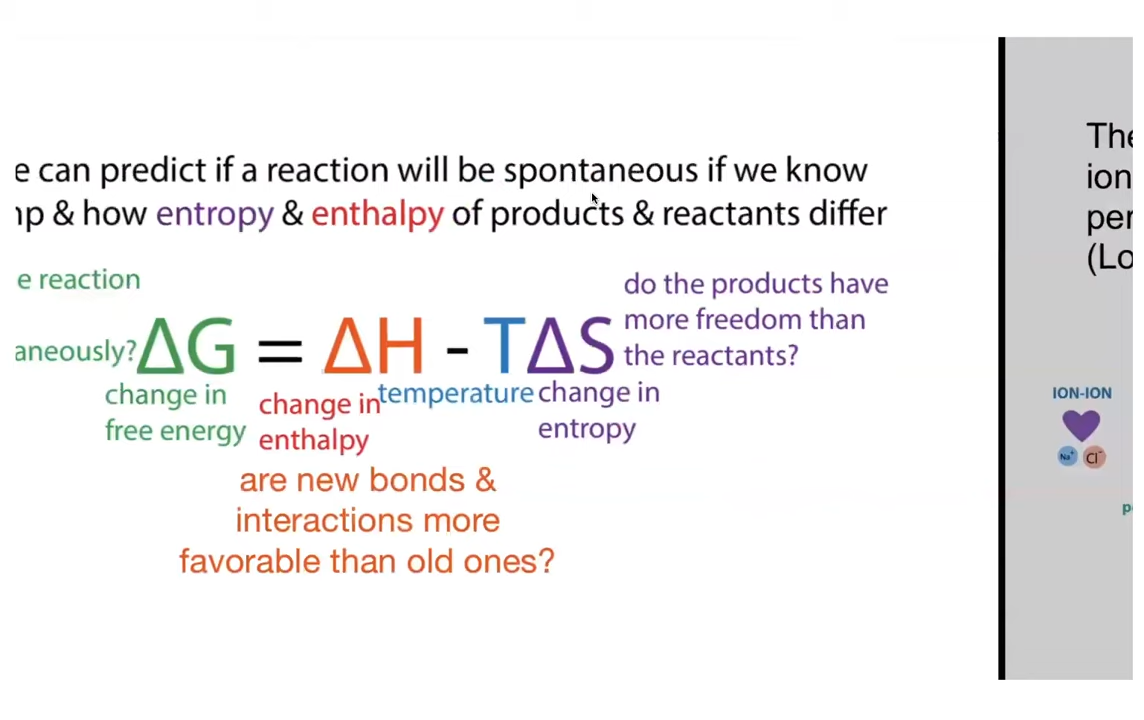 e can predict if a reaction will be spontaneous if we know
& how entropy & enthalpy of products & reactants differ
e reaction
aneously?
ΔG = ΔH - TΔS
change in
free energy
change in
enthalpy
temperature
change in
entropy
do the products have
more freedom than
the reactants?
are new bonds &
interactions more
favorable than old ones?
The
ion
per
(Lo
ION-ION
Na+
Cl-